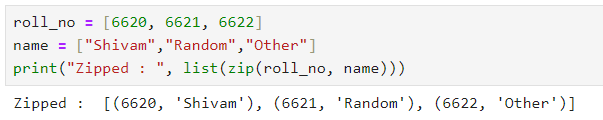 roll_no = [6620, 6621, 6622]
name = ["Shivam","Random","Other"]
print("Zipped : ", list(zip(roll_no, name)))
Zipped :  [(6620, 'Shivam'), (6621, 'Random'), (6622, 'Other')]